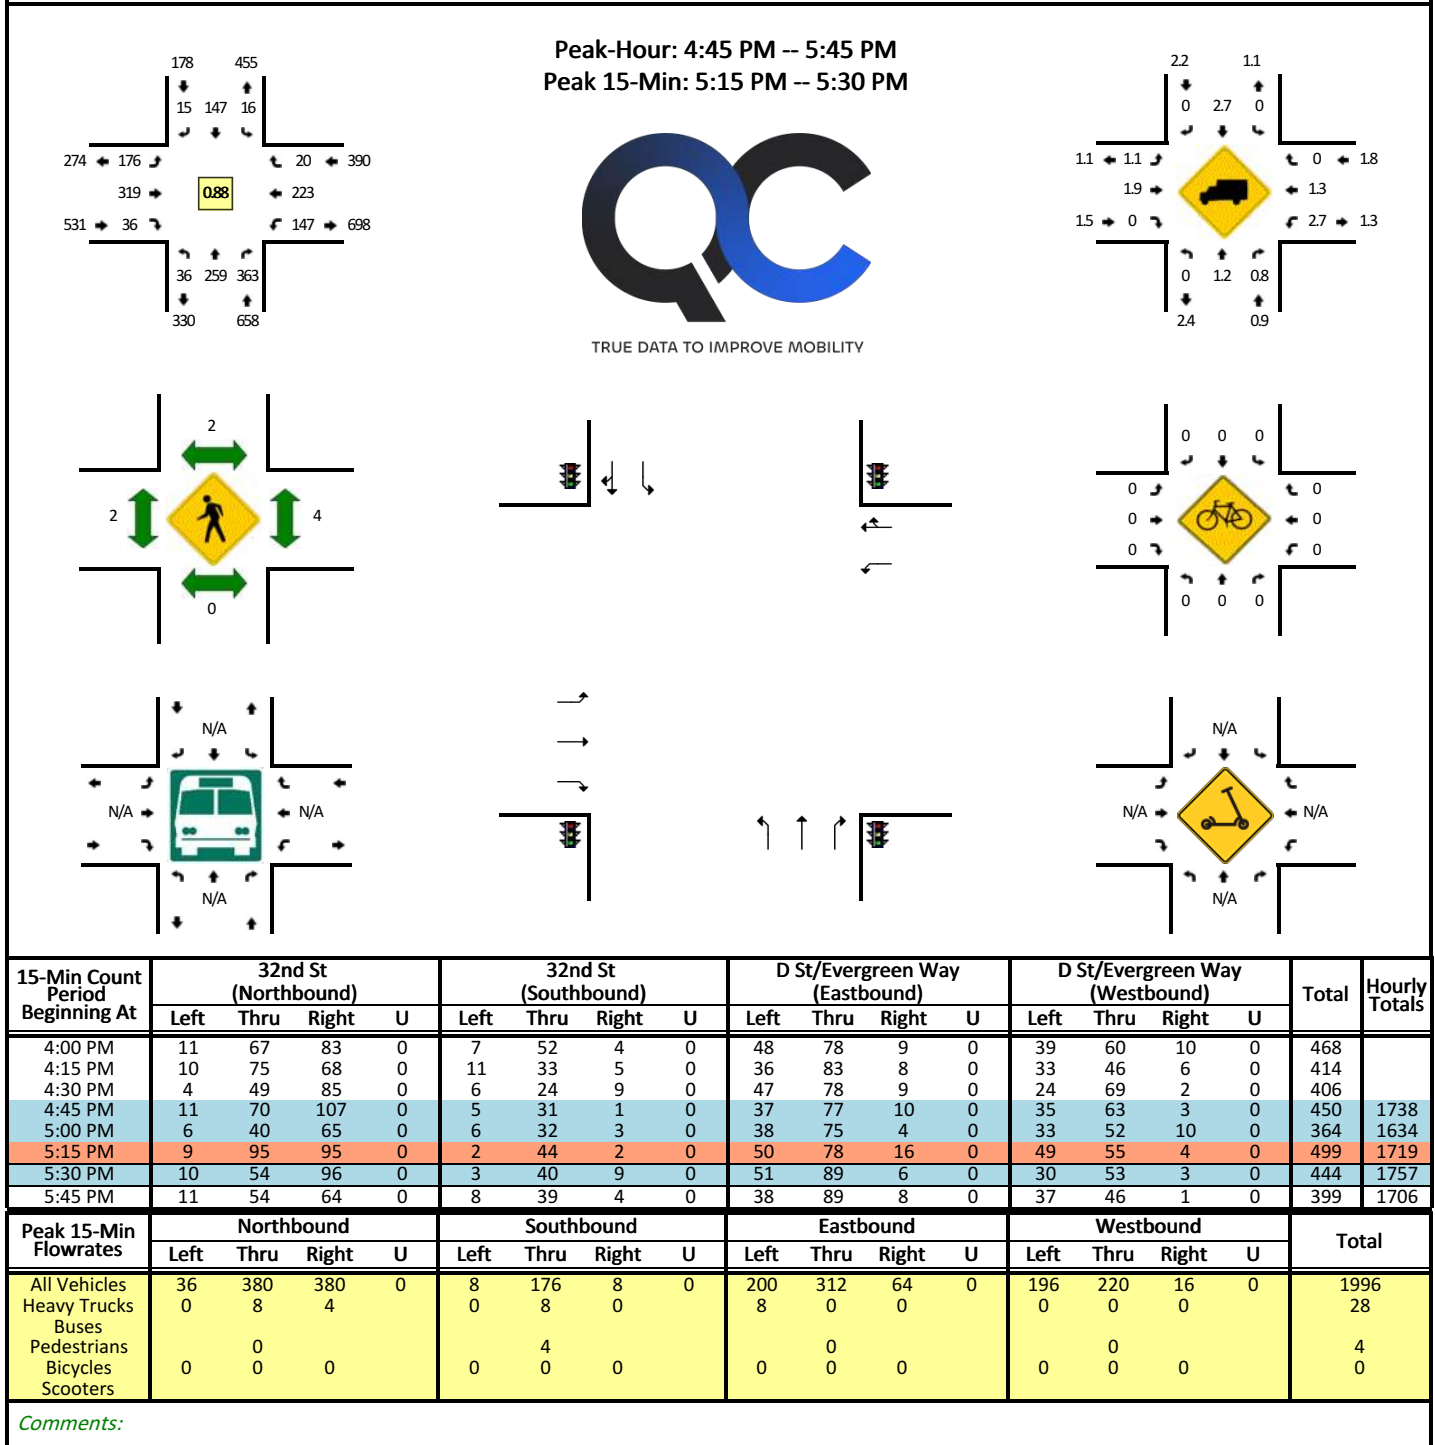 Peak-Hour: 4:45 PM -- 5:45 PM
Peak 15-Min: 5:15 PM -- 5:30 PM
178 455
15 147 16
274 176 20 390
319 0.88 223
531 36 147 698
36 259 363
330 658
QC
TRUE DATA TO IMPROVE MOBILITY
2.2 1.1
0 2.7 0
1.1 1.1 0 1.8
1.9 1.3
1.5 0 2.7 1.3
0 1.2 0.8
2.4 0.9
2
2 4
0
0 0 0
0 0
0 0
0 0
0 0 0
N/A
N/A N/A
N/A
N/A
N/A N/A
N/A
15-Min Count Period Beginning At 32nd St (Northbound) 32nd St (Southbound) D St/Evergreen Way (Eastbound) D St/Evergreen Way (Westbound) Total Hourly Totals
Left Thru Right U Left Thru Right U Left Thru Right U Left Thru Right U
4:00 PM 11 67 83 0 7 52 4 0 48 78 9 0 39 60 10 0 468
4:15 PM 10 75 68 0 11 33 5 0 36 83 8 0 33 46 6 0 414
4:30 PM 4 49 85 0 6 24 9 0 47 78 9 0 24 69 2 0 406
4:45 PM 11 70 107 0 5 31 1 0 37 77 10 0 35 63 3 0 450 1738
5:00 PM 6 40 65 0 6 32 3 0 38 75 4 0 33 52 10 0 364 1634
5:15 PM 9 95 95 0 2 44 2 0 50 78 16 0 49 55 4 0 499 1719
5:30 PM 10 54 96 0 3 40 9 0 51 89 6 0 30 53 3 0 444 1757
5:45 PM 11 54 64 0 8 39 4 0 38 89 8 0 37 46 1 0 399 1706
Peak 15-Min Flowrates Northbound Southbound Eastbound Westbound Total
Left Thru Right U Left Thru Right U Left Thru Right U Left Thru Right U
All Vehicles 36 380 380 0 8 176 8 0 200 312 64 0 196 220 16 0 1996
Heavy Trucks 0 8 4 0 8 0 8 0 0 0 0 0 28
Buses
Pedestrians 0 4 0 0 4
Bicycles 0 0 0 0 0 0 0 0 0 0 0 0 0
Scooters
Comments: